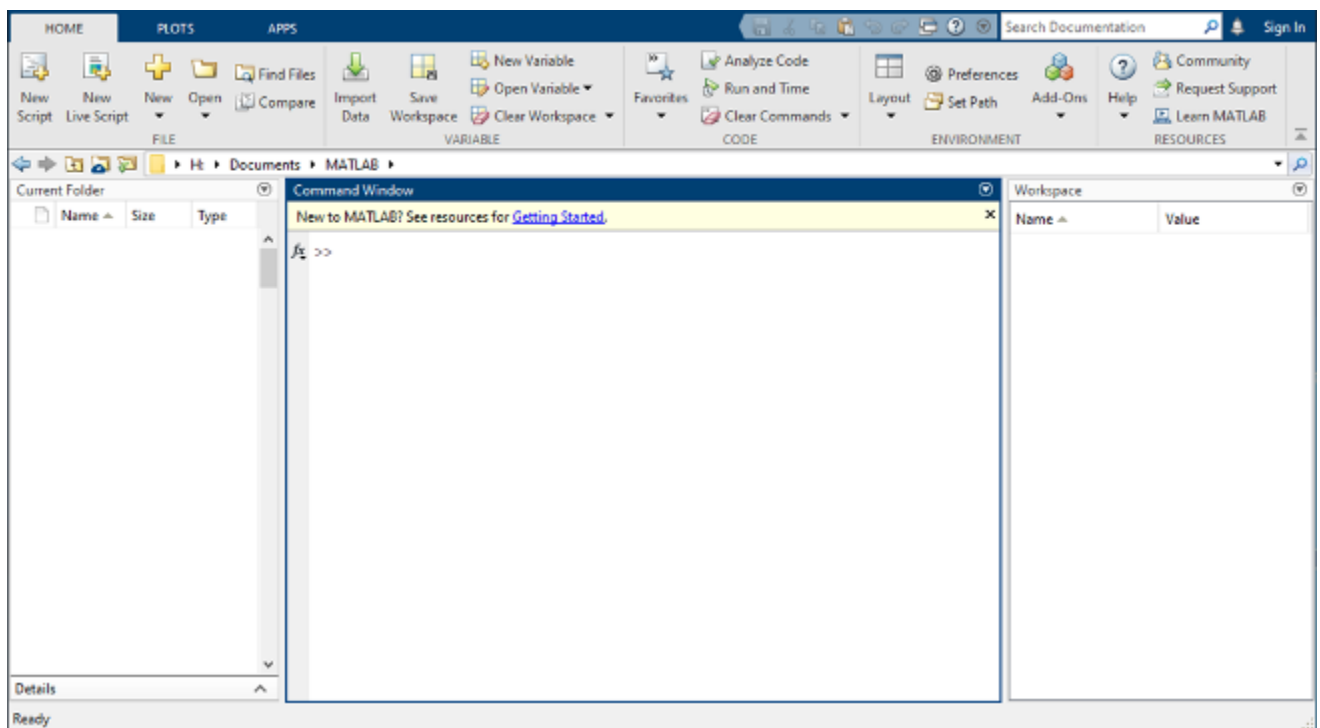 HOME PLOTS APPS Search Documentation Sign In
New Script
New Live Script
New
Open
Find Files
Compare
FILE
Import Data
Save Workspace
New Variable
Open Variable
Clear Workspace
VARIABLE
Favorites
Analyze Code
Run and Time
Clear Commands
CODE
Layout
Preferences
Set Path
Add-Ons
ENVIRONMENT
Help
Community
Request Support
Learn MATLAB
RESOURCES
H: Documents MATLAB
Current Folder
Name Size Type
Command Window
New to MATLAB? See resources for Getting Started.
fx >>
Workspace
Name Value
Details
Ready